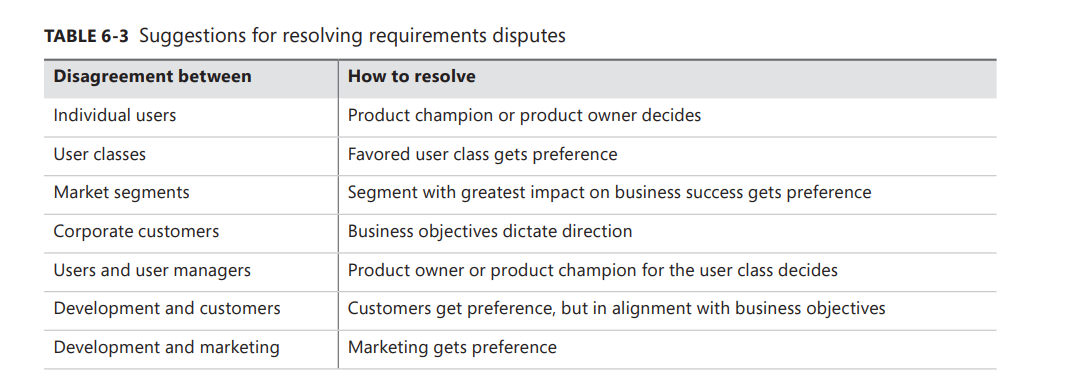 TABLE 6-3 Suggestions for resolving requirements disputes
Disagreement between How to resolve
Individual users Product champion or product owner decides
User classes Favored user class gets preference
Market segments Segment with greatest impact on business success gets preference
Corporate customers Business objectives dictate direction
Users and user managers Product owner or product champion for the user class decides
Development and customers Customers get preference, but in alignment with business objectives
Development and marketing Marketing gets preference